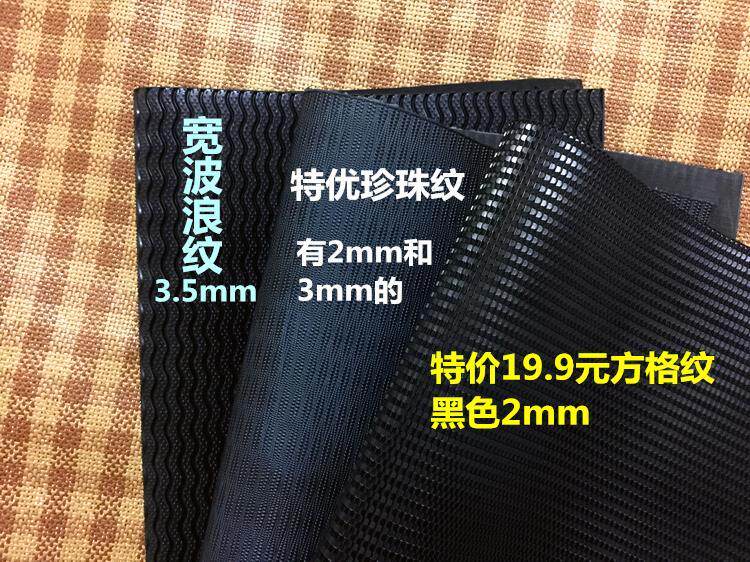 宽波浪纹
3.5mm
特优珍珠纹
有2mm和
3mm的
特价19.9元方格纹
黑色2mm